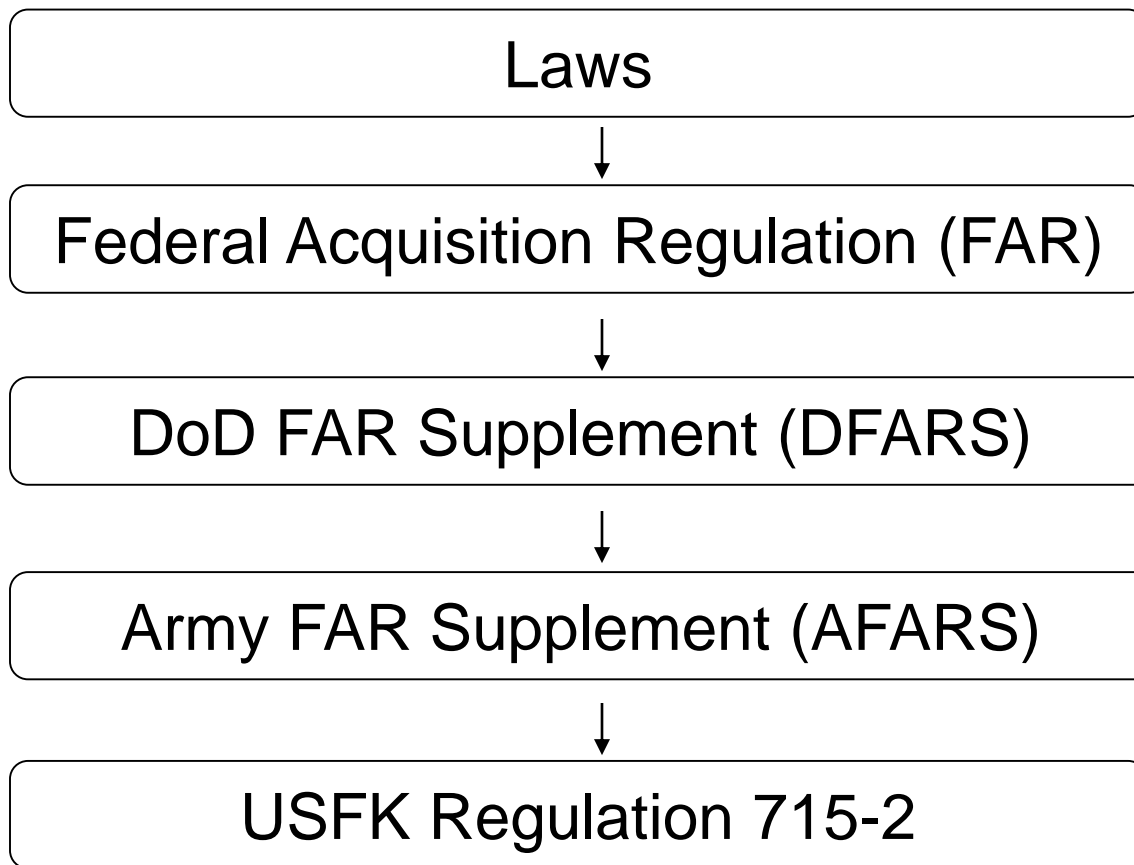 Laws
Federal Acquisition Regulation (FAR)
DoD FAR Supplement (DFARS)
Army FAR Supplement (AFARS)
USFK Regulation 715-2